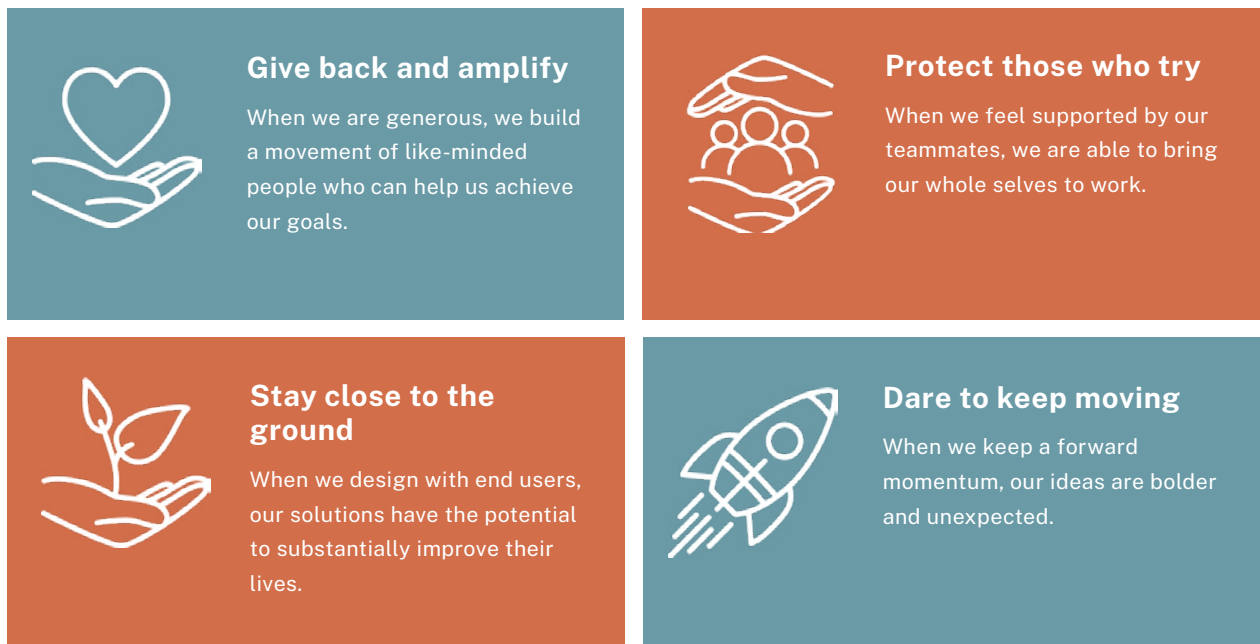 Give back and amplify
When we are generous, we build
a movement of like-minded
people who can help us achieve
our goals.
Protect those who try
When we feel supported by our
teammates, we are able to bring
our whole selves to work.
Stay close to the
ground
When we design with end users,
our solutions have the potential
to substantially improve their
lives.
Dare to keep moving
When we keep a forward
momentum, our ideas are bolder
and unexpected.